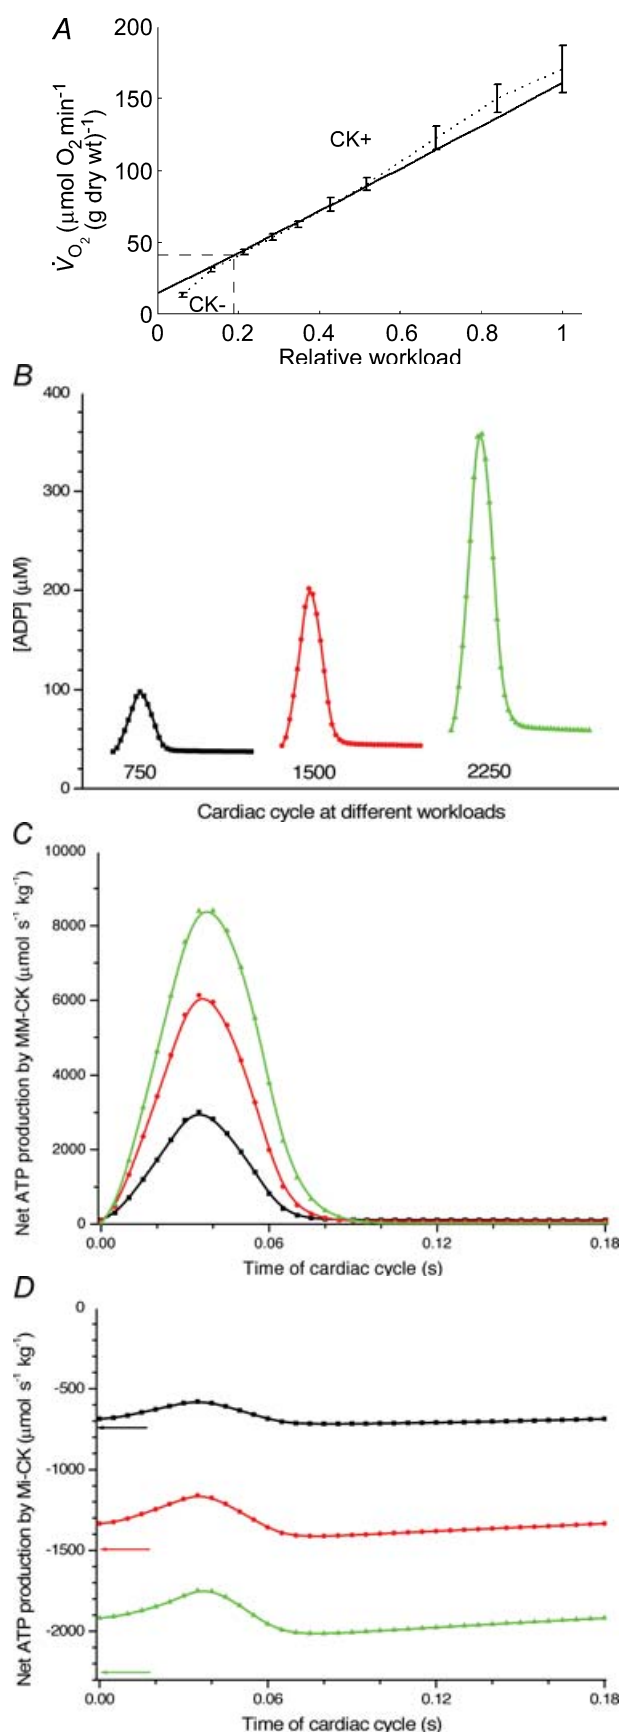 A
200
150
100
50
0
V̇O₂ (μmol O₂ min⁻¹
(g dry wt)⁻¹)
CK+
CK-
0 0.2 0.4 0.6 0.8 1
Relative workload
B
400
300
200
100
0
[ADP] (μM)
750 1500 2250
Cardiac cycle at different workloads
C
10000
8000
6000
4000
2000
0
Net ATP production by MM-CK (μmol s⁻¹ kg⁻¹)
0.00 0.06 0.12 0.18
Time of cardiac cycle (s)
D
0
-500
-1000
-1500
-2000
Net ATP production by Mi-CK (μmol s⁻¹ kg⁻¹)
0.00 0.06 0.12 0.18
Time of cardiac cycle (s)